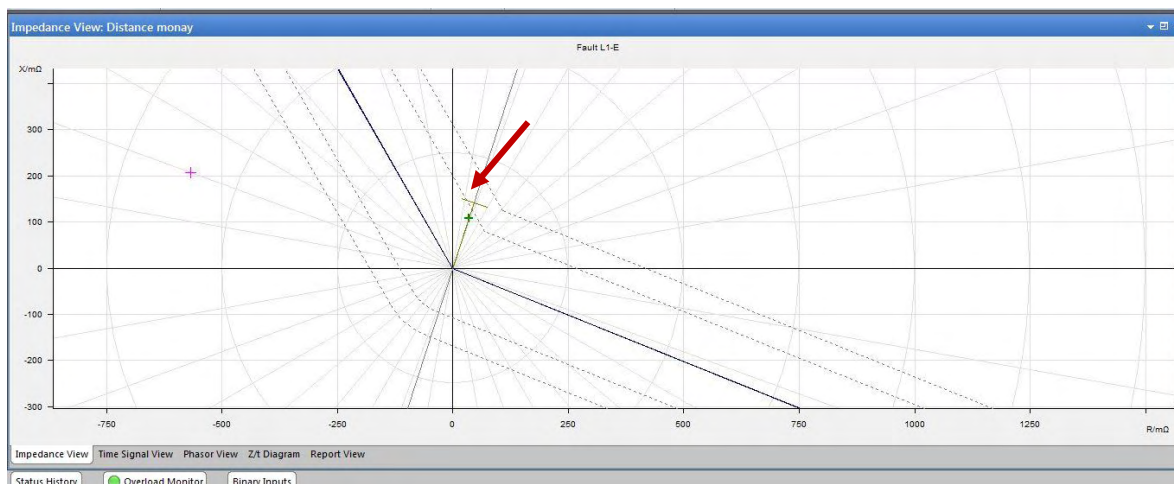 Impedance View: Distance monay
Fault L1-E
X/mΩ
300
200
100
0
-100
-200
-300
-750
-500
-250
0
250
500
750
1000
1250
R/mΩ
Impedance View Time Signal View Phasor View Z/t Diagram Report View
Status History Overload Monitor Binary Inputs